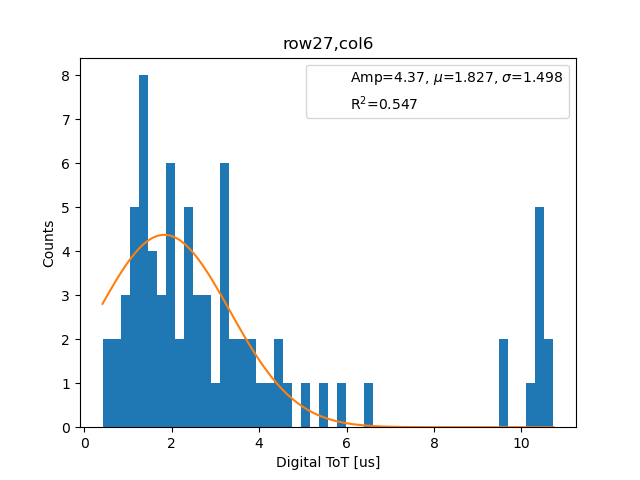 row27,col6
Amp=4.37, μ=1.827, σ=1.498
R²=0.547
Counts
8
7
6
5
4
3
2
1
0
0 2 4 6 8 10
Digital ToT [us]